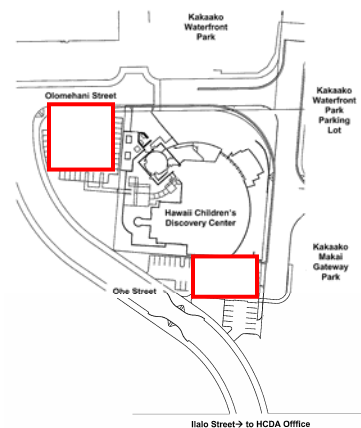 Kakaako
Waterfront
Park
Olomehani Street
Kakaako
Waterfront
Park
Parking
Lot
Hawaii Children's
Discovery Center
Kakaako
Makai
Gateway
Park
Ohe Street
Ilalo Street→ to HCDA Offfice